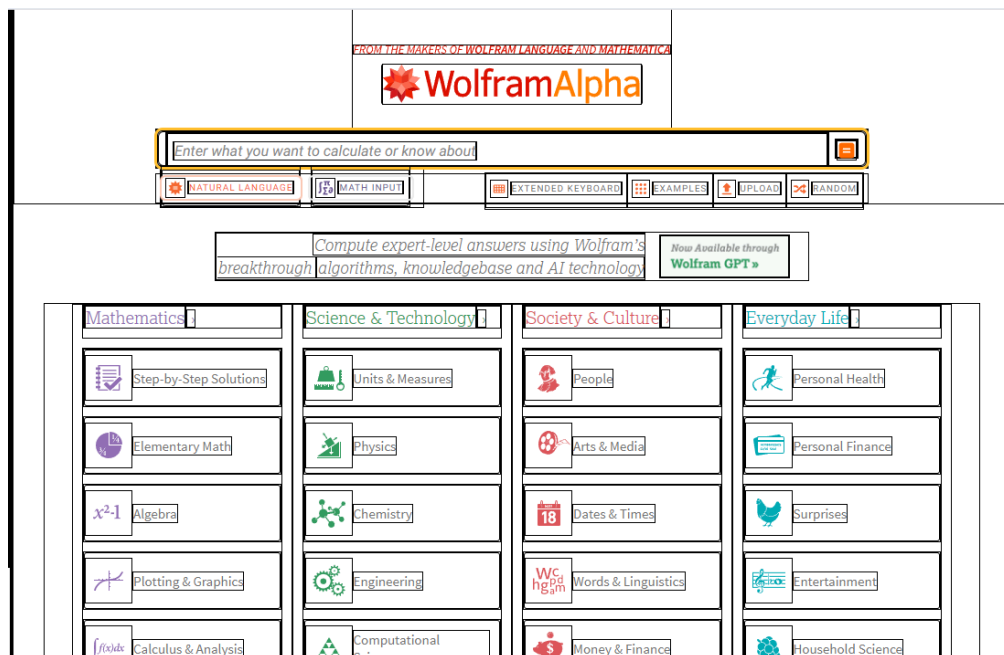 FROM THE MAKERS OF WOLFRAM LANGUAGE AND MATHEMATICA
WolframAlpha
Enter what you want to calculate or know about
=
NATURAL LANGUAGE
MATH INPUT
EXTENDED KEYBOARD
EXAMPLES
UPLOAD
RANDOM
Compute expert-level answers using Wolfram's
breakthrough algorithms, knowledgebase and AI technology
Now Available through
Wolfram GPT »
Mathematics ›
Science & Technology ›
Society & Culture ›
Everyday Life ›
Step-by-Step Solutions
Units & Measures
People
Personal Health
Elementary Math
Physics
Arts & Media
Personal Finance
x²-1 Algebra
Chemistry
18 Dates & Times
Surprises
Plotting & Graphics
Engineering
Words & Linguistics
Entertainment
∫f(x)dx Calculus & Analysis
Computational
Money & Finance
Household Science